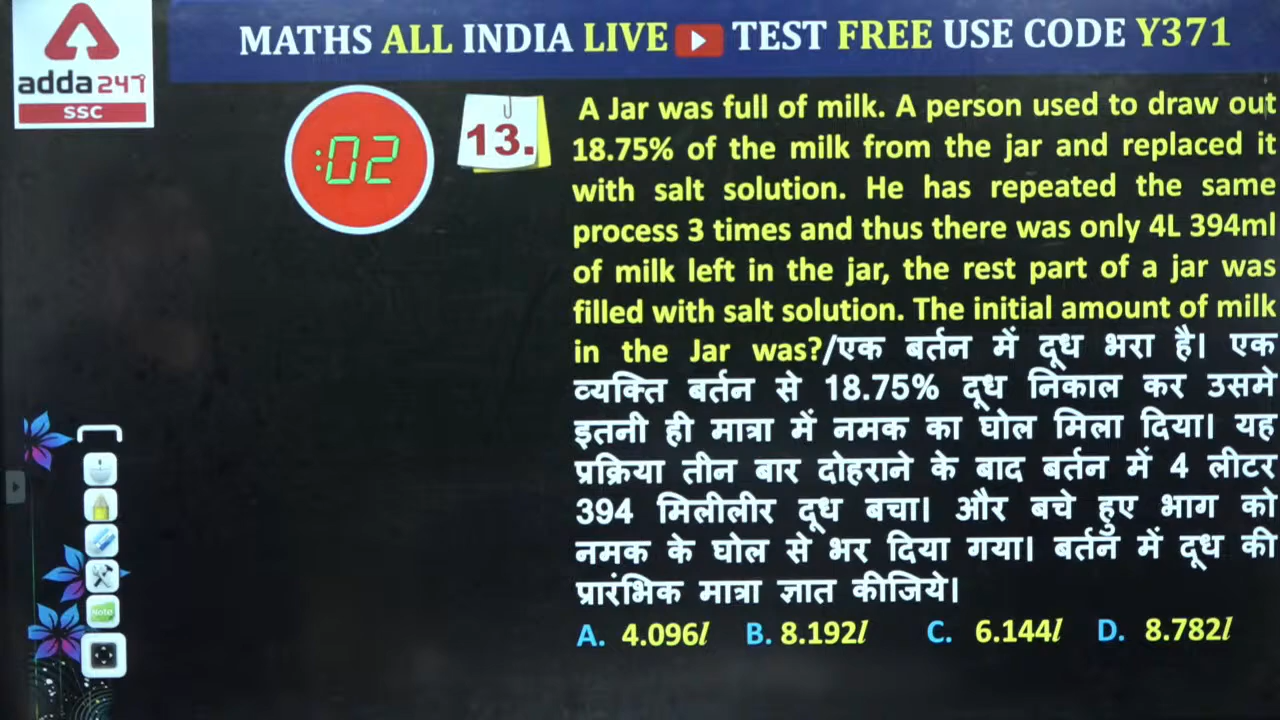 MATHS ALL INDIA LIVE TEST FREE USE CODE Y371
adda247
SSC
:02
13.
A Jar was full of milk. A person used to draw out
18.75% of the milk from the jar and replaced it
with salt solution. He has repeated the same
process 3 times and thus there was only 4L 394ml
of milk left in the jar, the rest part of a jar was
filled with salt solution. The initial amount of milk
in the Jar was?/एक बर्तन में दूध भरा है। एक
व्यक्ति बर्तन से 18.75% दूध निकाल कर उसमे
इतनी ही मात्रा में नमक का घोल मिला दिया। यह
प्रक्रिया तीन बार दोहराने के बाद बर्तन में 4 लीटर
394 मिलीलीर दूध बचा। और बचे हुए भाग को
नमक के घोल से भर दिया गया। बर्तन में दूध की
प्रारंभिक मात्रा ज्ञात कीजिये।
A. 4.096l B. 8.192l C. 6.144l D. 8.782l
Note